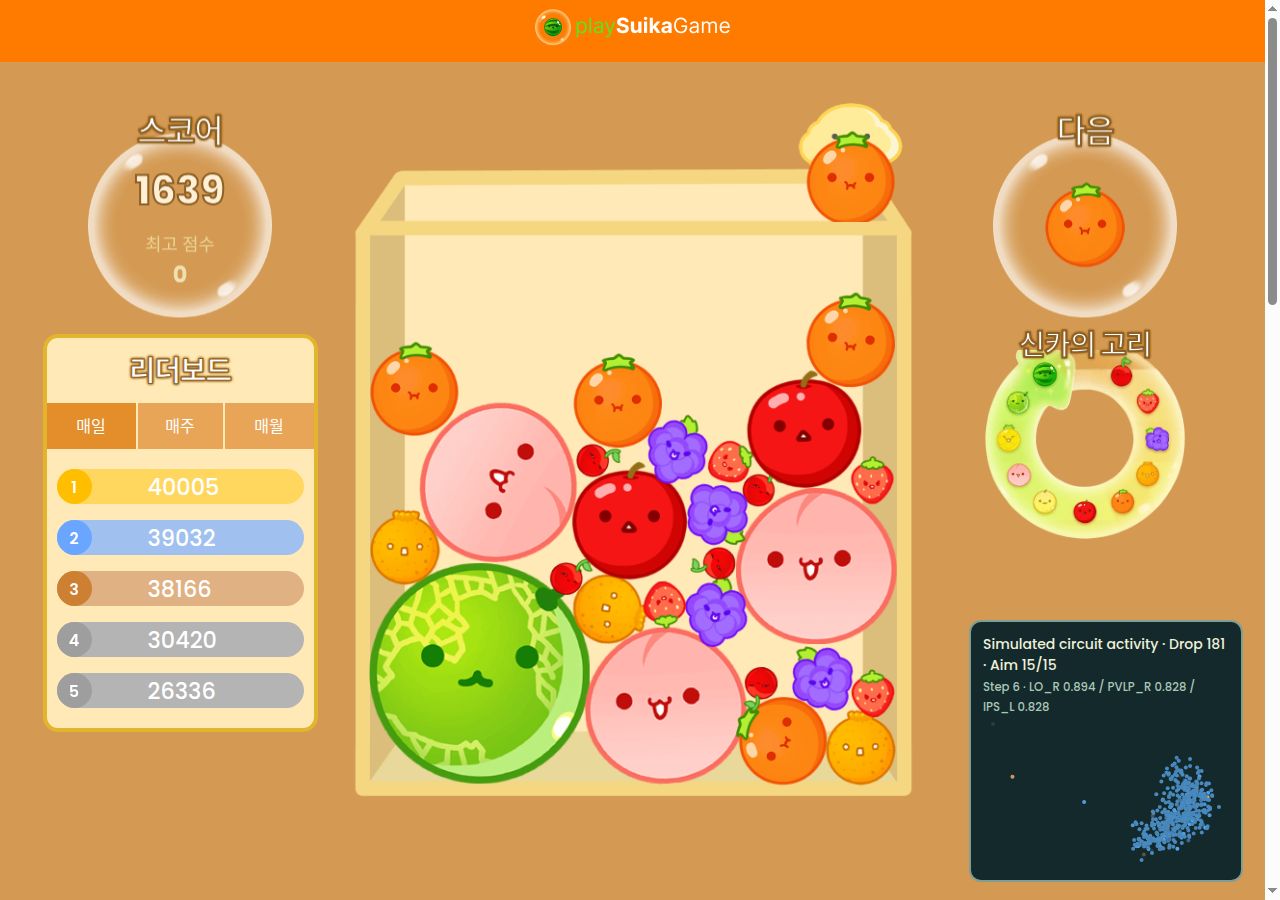 playSuikaGame
스코어
1639
최고 점수
0
리더보드
매일 매주 매월
1 40005
2 39032
3 38166
4 30420
5 26336
다음
신카의 고리
Simulated circuit activity · Drop 181
· Aim 15/15
Step 6 · LO_R 0.894 / PVLP_R 0.828 /
IPS_L 0.828